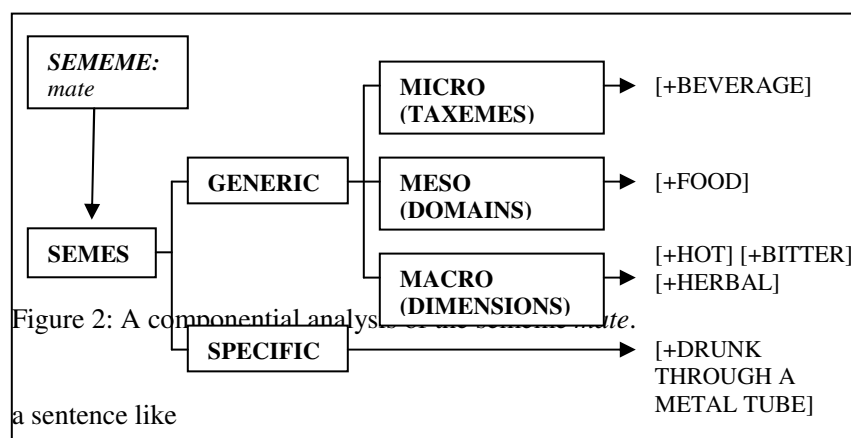 SEMEME:
mate
MICRO
(TAXEMES)
[+BEVERAGE]
GENERIC
MESO
(DOMAINS)
[+FOOD]
SEMES
MACRO
(DIMENSIONS)
[+HOT] [+BITTER]
[+HERBAL]
Figure 2: A componential analysis of the sememe mate.
SPECIFIC
[+DRUNK
THROUGH A
METAL TUBE]
a sentence like